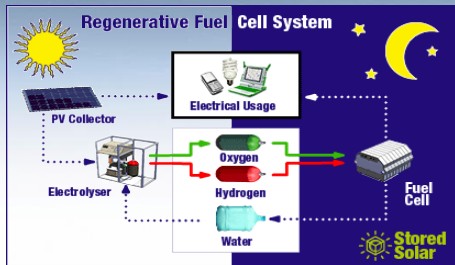 Regenerative Fuel Cell System
Electrical Usage
PV Collector
Oxygen
Electrolyser
Hydrogen
Fuel
Cell
Water
Stored
Solar